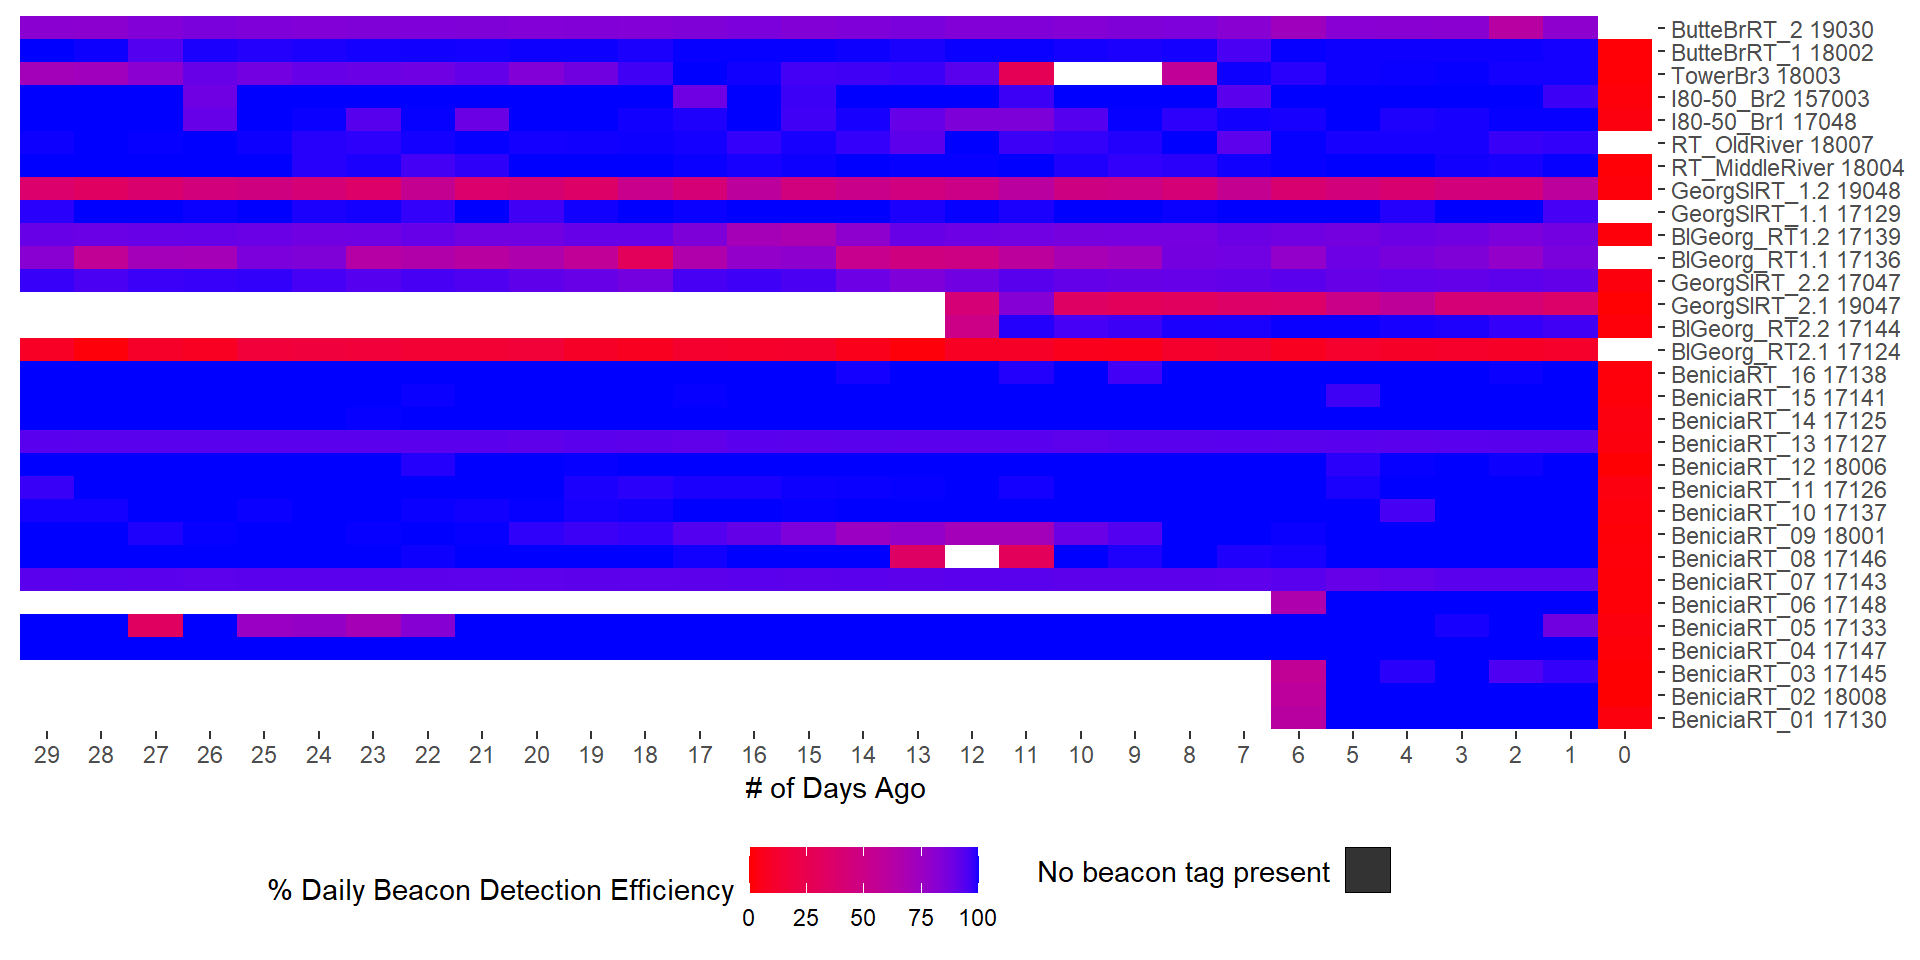 ButteBrRT_2 19030
ButteBrRT_1 18002
TowerBr3 18003
I80-50_Br2 157003
I80-50_Br1 17048
RT_OldRiver 18007
RT_MiddleRiver 18004
GeorgSlRT_1.2 19048
GeorgSlRT_1.1 17129
BlGeorg_RT1.2 17139
BlGeorg_RT1.1 17136
GeorgSlRT_2.2 17047
GeorgSlRT_2.1 19047
BlGeorg_RT2.2 17144
BlGeorg_RT2.1 17124
BeniciaRT_16 17138
BeniciaRT_15 17141
BeniciaRT_14 17125
BeniciaRT_13 17127
BeniciaRT_12 18006
BeniciaRT_11 17126
BeniciaRT_10 17137
BeniciaRT_09 18001
BeniciaRT_08 17146
BeniciaRT_07 17143
BeniciaRT_06 17148
BeniciaRT_05 17133
BeniciaRT_04 17147
BeniciaRT_03 17145
BeniciaRT_02 18008
BeniciaRT_01 17130
29 28 27 26 25 24 23 22 21 20 19 18 17 16 15 14 13 12 11 10 9 8 7 6 5 4 3 2 1 0
# of Days Ago
% Daily Beacon Detection Efficiency
0 25 50 75 100
No beacon tag present